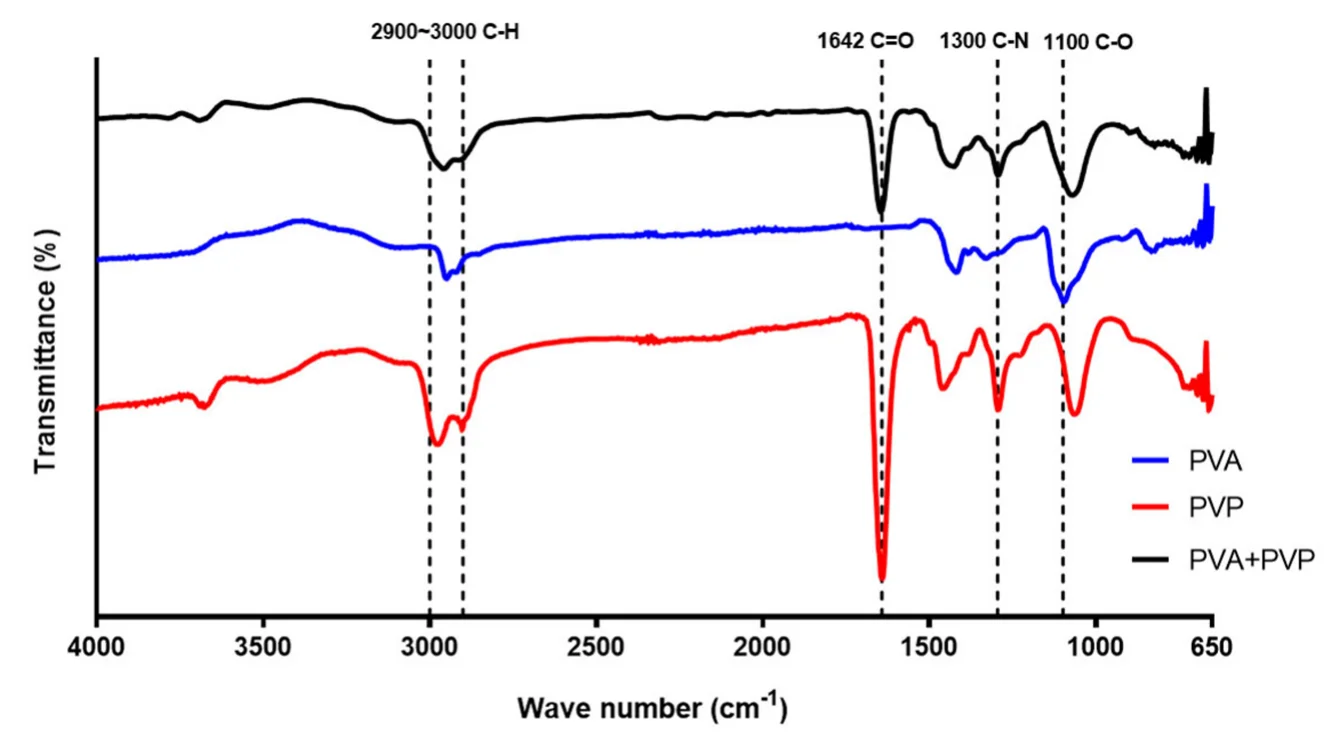 2900~3000 C-H
1642 C=O 1300 C-N 1100 C-O
Transmittance (%)
PVA
PVP
PVA+PVP
4000 3500 3000 2500 2000 1500 1000 650
Wave number (cm⁻¹)